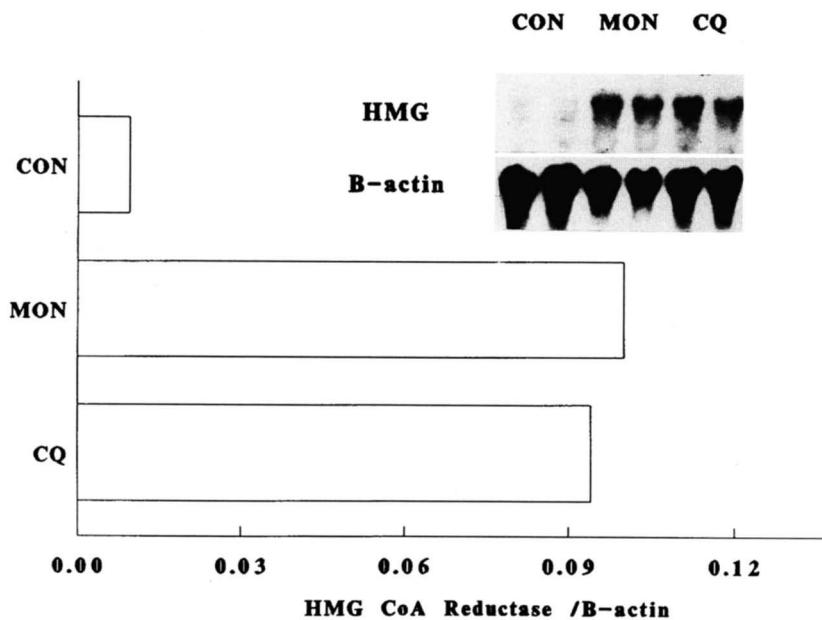 CON MON CQ
HMG
B-actin
CON
MON
CQ
0.00 0.03 0.06 0.09 0.12
HMG CoA Reductase /B-actin